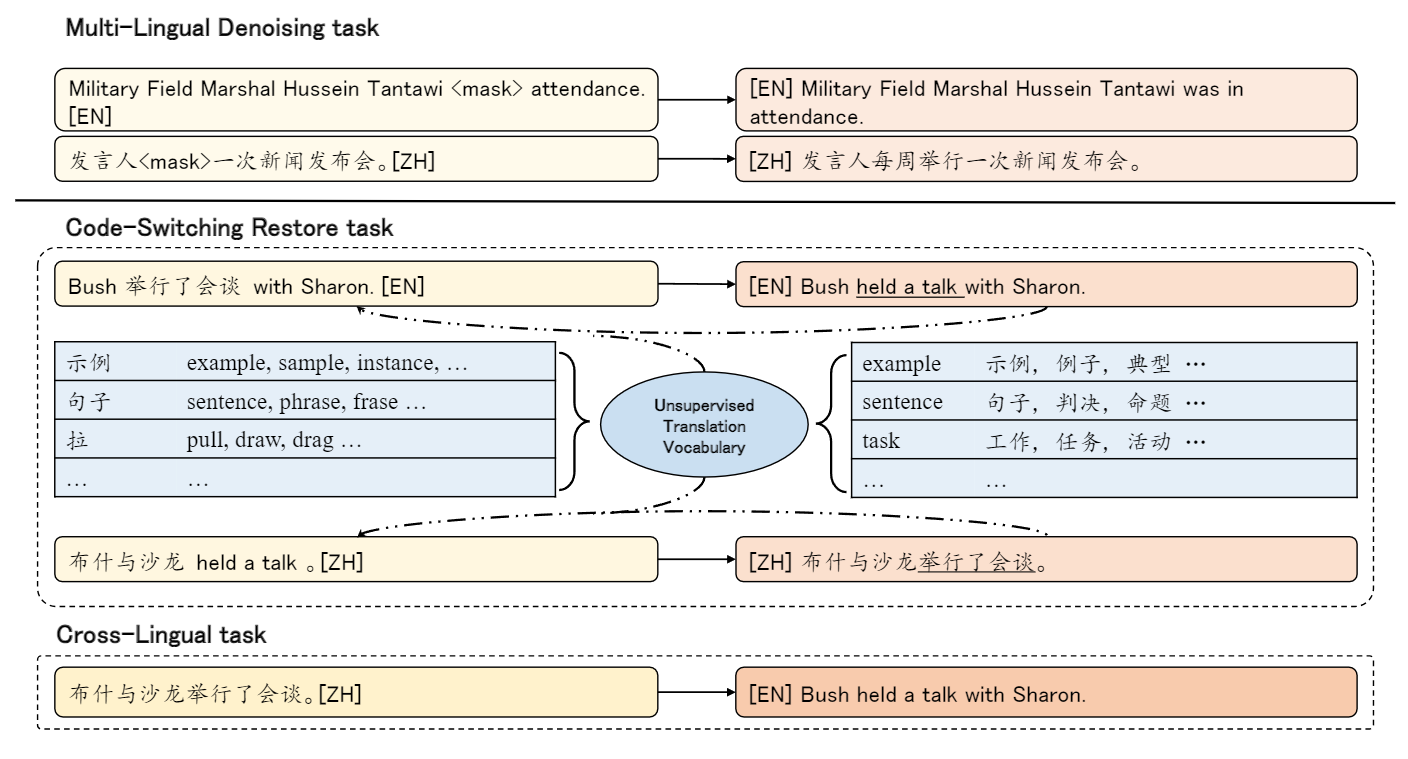 Multi-Lingual Denoising task
Military Field Marshal Hussein Tantawi <mask> attendance.
[EN]
[EN] Military Field Marshal Hussein Tantawi was in
attendance.
发言人<mask>一次新闻发布会。[ZH]
[ZH] 发言人每周举行一次新闻发布会。
Code-Switching Restore task
Bush 举行了会谈 with Sharon. [EN]
[EN] Bush held a talk with Sharon.
示例 example, sample, instance, …
句子 sentence, phrase, frase …
拉 pull, draw, drag …
… …
Unsupervised
Translation
Vocabulary
example 示例, 例子, 典型 …
sentence 句子, 判决, 命题 …
task 工作, 任务, 活动 …
… …
布什与沙龙 held a talk 。[ZH]
[ZH] 布什与沙龙举行了会谈。
Cross-Lingual task
布什与沙龙举行了会谈。[ZH]
[EN] Bush held a talk with Sharon.